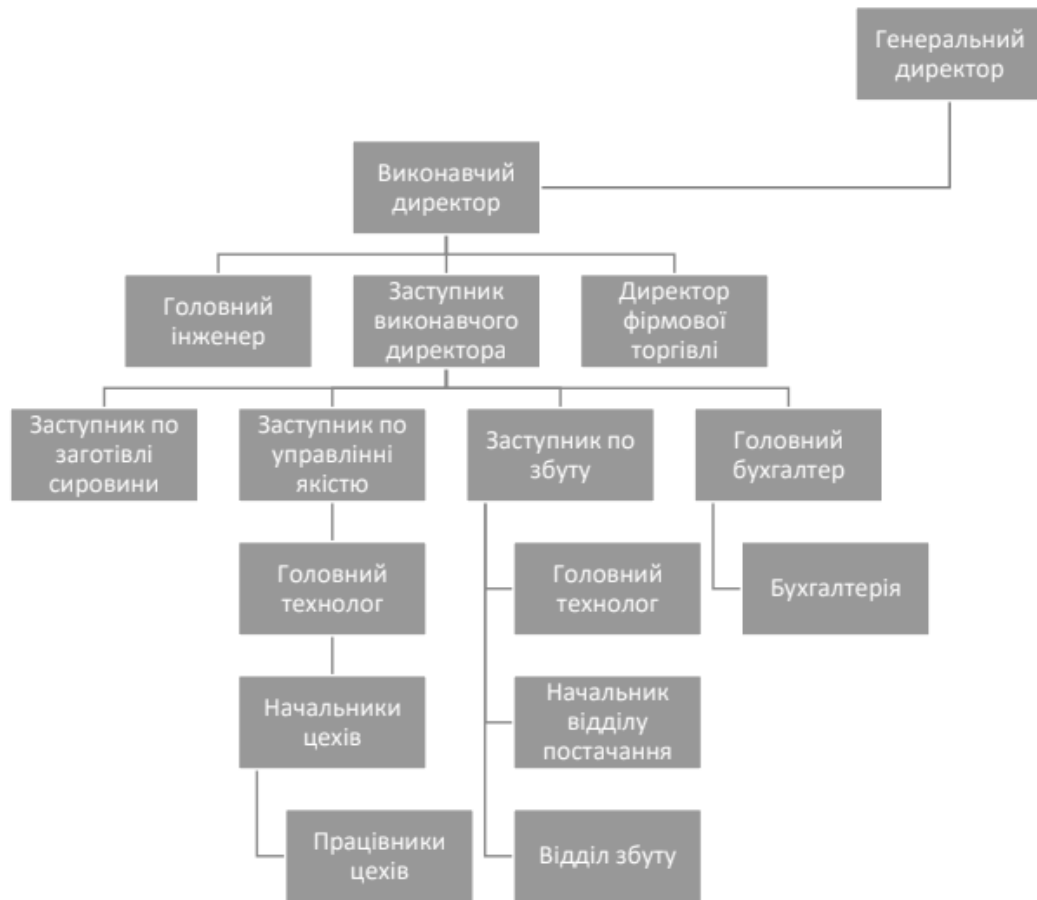 Генеральний
директор
Виконавчий
директор
Головний
інженер
Заступник
виконавчого
директора
Директор
фірмової
торгівлі
Заступник по
заготівлі
сировини
Заступник по
управлінні
якістю
Заступник по
збуту
Головний
бухгалтер
Головний
технолог
Головний
технолог
Бухгалтерія
Начальники
цехів
Начальник
відділу
постачання
Працівники
цехів
Відділ збуту